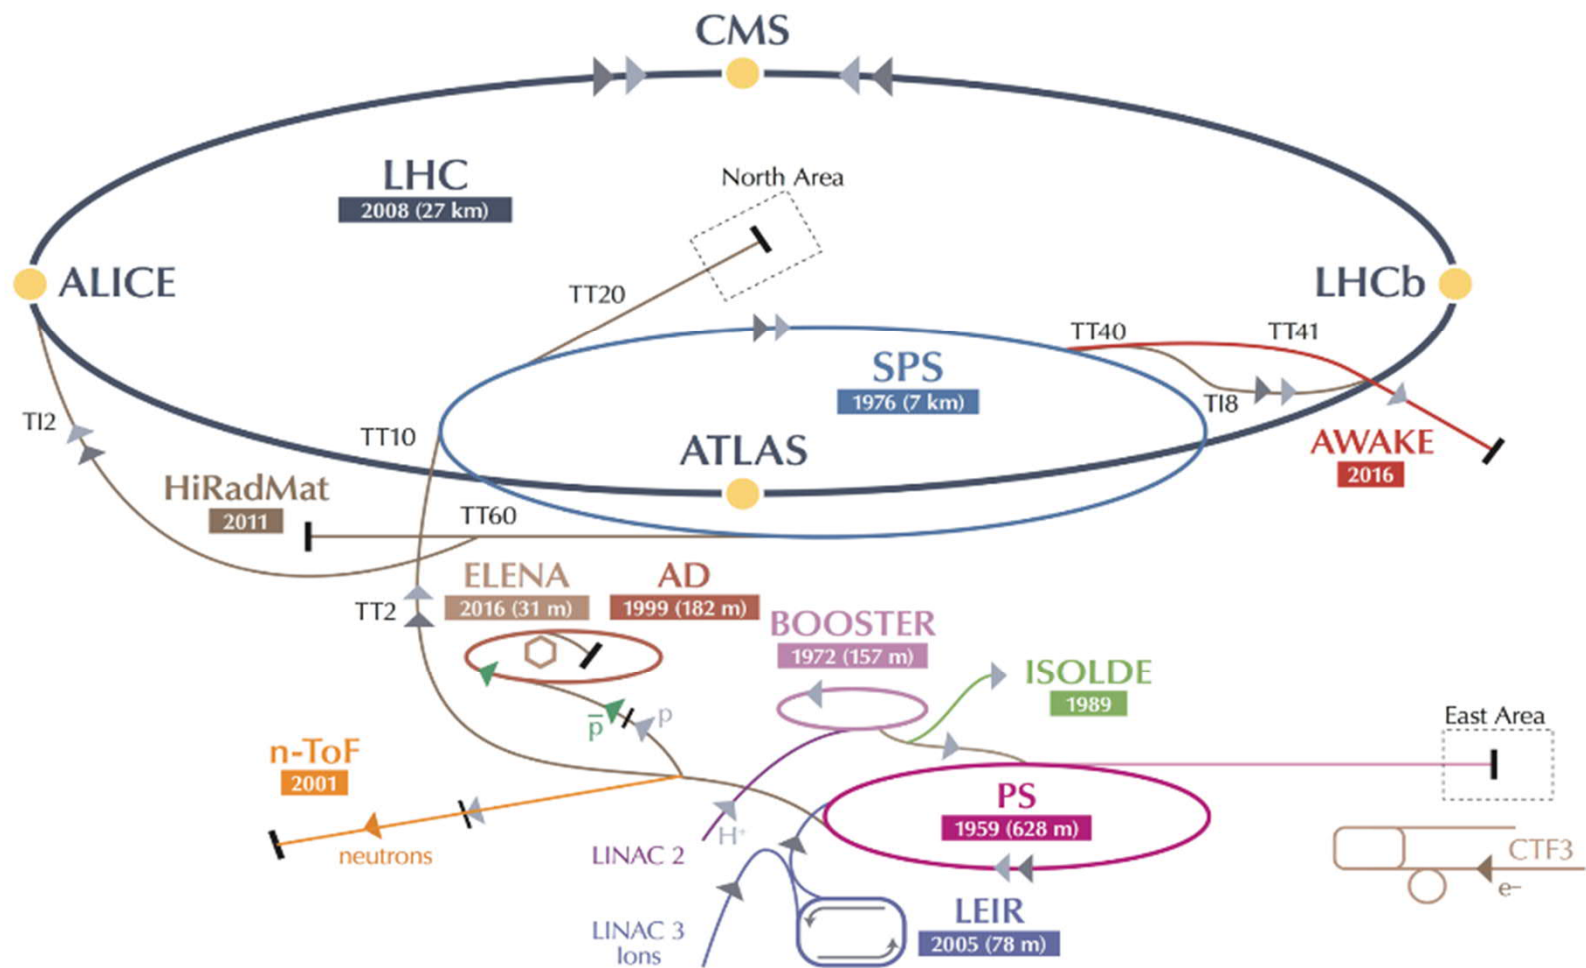 CMS
LHC
2008 (27 km)
North Area
ALICE
LHCb
TT20
TT40
TT41
SPS
1976 (7 km)
TI2
TT10
TI8
ATLAS
AWAKE
2016
HiRadMat
2011
TT60
ELENA
2016 (31 m)
AD
1999 (182 m)
TT2
BOOSTER
1972 (157 m)
ISOLDE
1989
p̅
p
East Area
n-ToF
2001
PS
1959 (628 m)
neutrons
H⁺
LINAC 2
CTF3
e⁻
LEIR
2005 (78 m)
LINAC 3
Ions